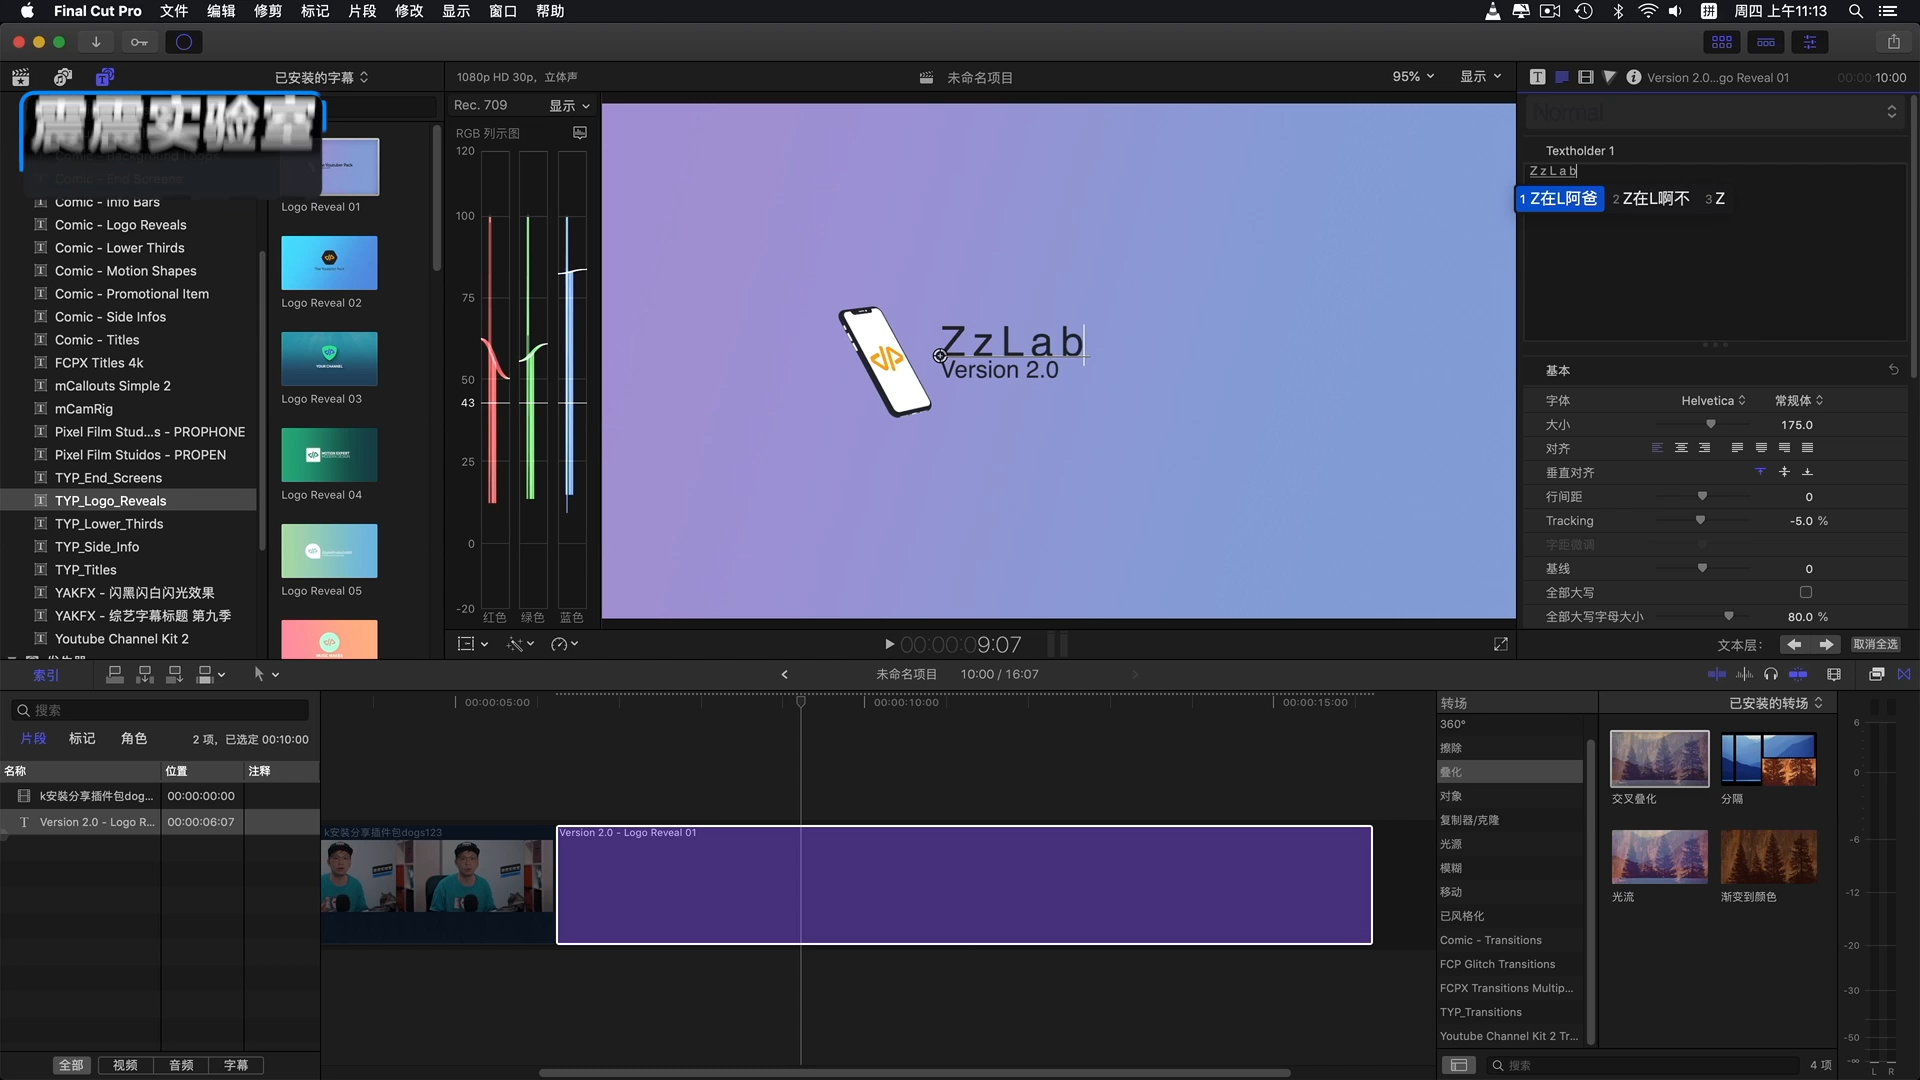 Final Cut Pro 文件 编辑 修剪 标记 片段 修改 显示 窗口 帮助
拼 周四 上午11:13
已安装的字幕
1080p HD 30p, 立体声
未命名项目
95%
显示
Version 2.0...go Reveal 01
00:00:10:00
震震实验室
Comic - End Screens
Comic - Info Bars
Comic - Logo Reveals
Comic - Lower Thirds
Comic - Motion Shapes
Comic - Promotional Item
Comic - Side Infos
Comic - Titles
FCPX Titles 4k
mCallouts Simple 2
mCamRig
Pixel Film Stud...s - PROPHONE
Pixel Film Stuidos - PROPEN
TYP_End_Screens
TYP_Logo_Reveals
TYP_Lower_Thirds
TYP_Side_Info
TYP_Titles
YAKFX - 闪黑闪白闪光效果
YAKFX - 综艺字幕标题 第九季
Youtube Channel Kit 2
Logo Reveal 01
Logo Reveal 02
Logo Reveal 03
Logo Reveal 04
Logo Reveal 05
Rec. 709
显示
RGB 列示图
120
100
75
50
43
25
0
-20
红色 绿色 蓝色
ZzLab
Version 2.0
00:00:09:07
Normal
Textholder 1
ZzLab
1 Z在L阿爸 2 Z在L啊不 3 Z
基本
字体 Helvetica 常规体
大小 175.0
对齐
垂直对齐
行间距 0
Tracking -5.0 %
字距微调
基线 0
全部大写
全部大写字母大小 80.0 %
文本层：
取消全选
索引
未命名项目 10:00 / 16:07
搜索
片段 标记 角色 2 项，已选定 00:10:00
名称 位置 注释
k安裝分享插件包dog... 00:00:00:00
Version 2.0 - Logo R... 00:00:06:07
全部 视频 音频 字幕
00:00:05:00
00:00:10:00
00:00:15:00
k安裝分享插件包dogs123
Version 2.0 - Logo Reveal 01
转场
已安装的转场
360°
擦除
叠化
对象
复制器/克隆
光源
模糊
移动
已风格化
Comic - Transitions
FCP Glitch Transitions
FCPX Transitions Multip...
TYP_Transitions
Youtube Channel Kit 2 Tr...
交叉叠化
分隔
光流
渐变到颜色
搜索
4 项
6
0
-6
-12
-20
-30
-50
-∞
L R